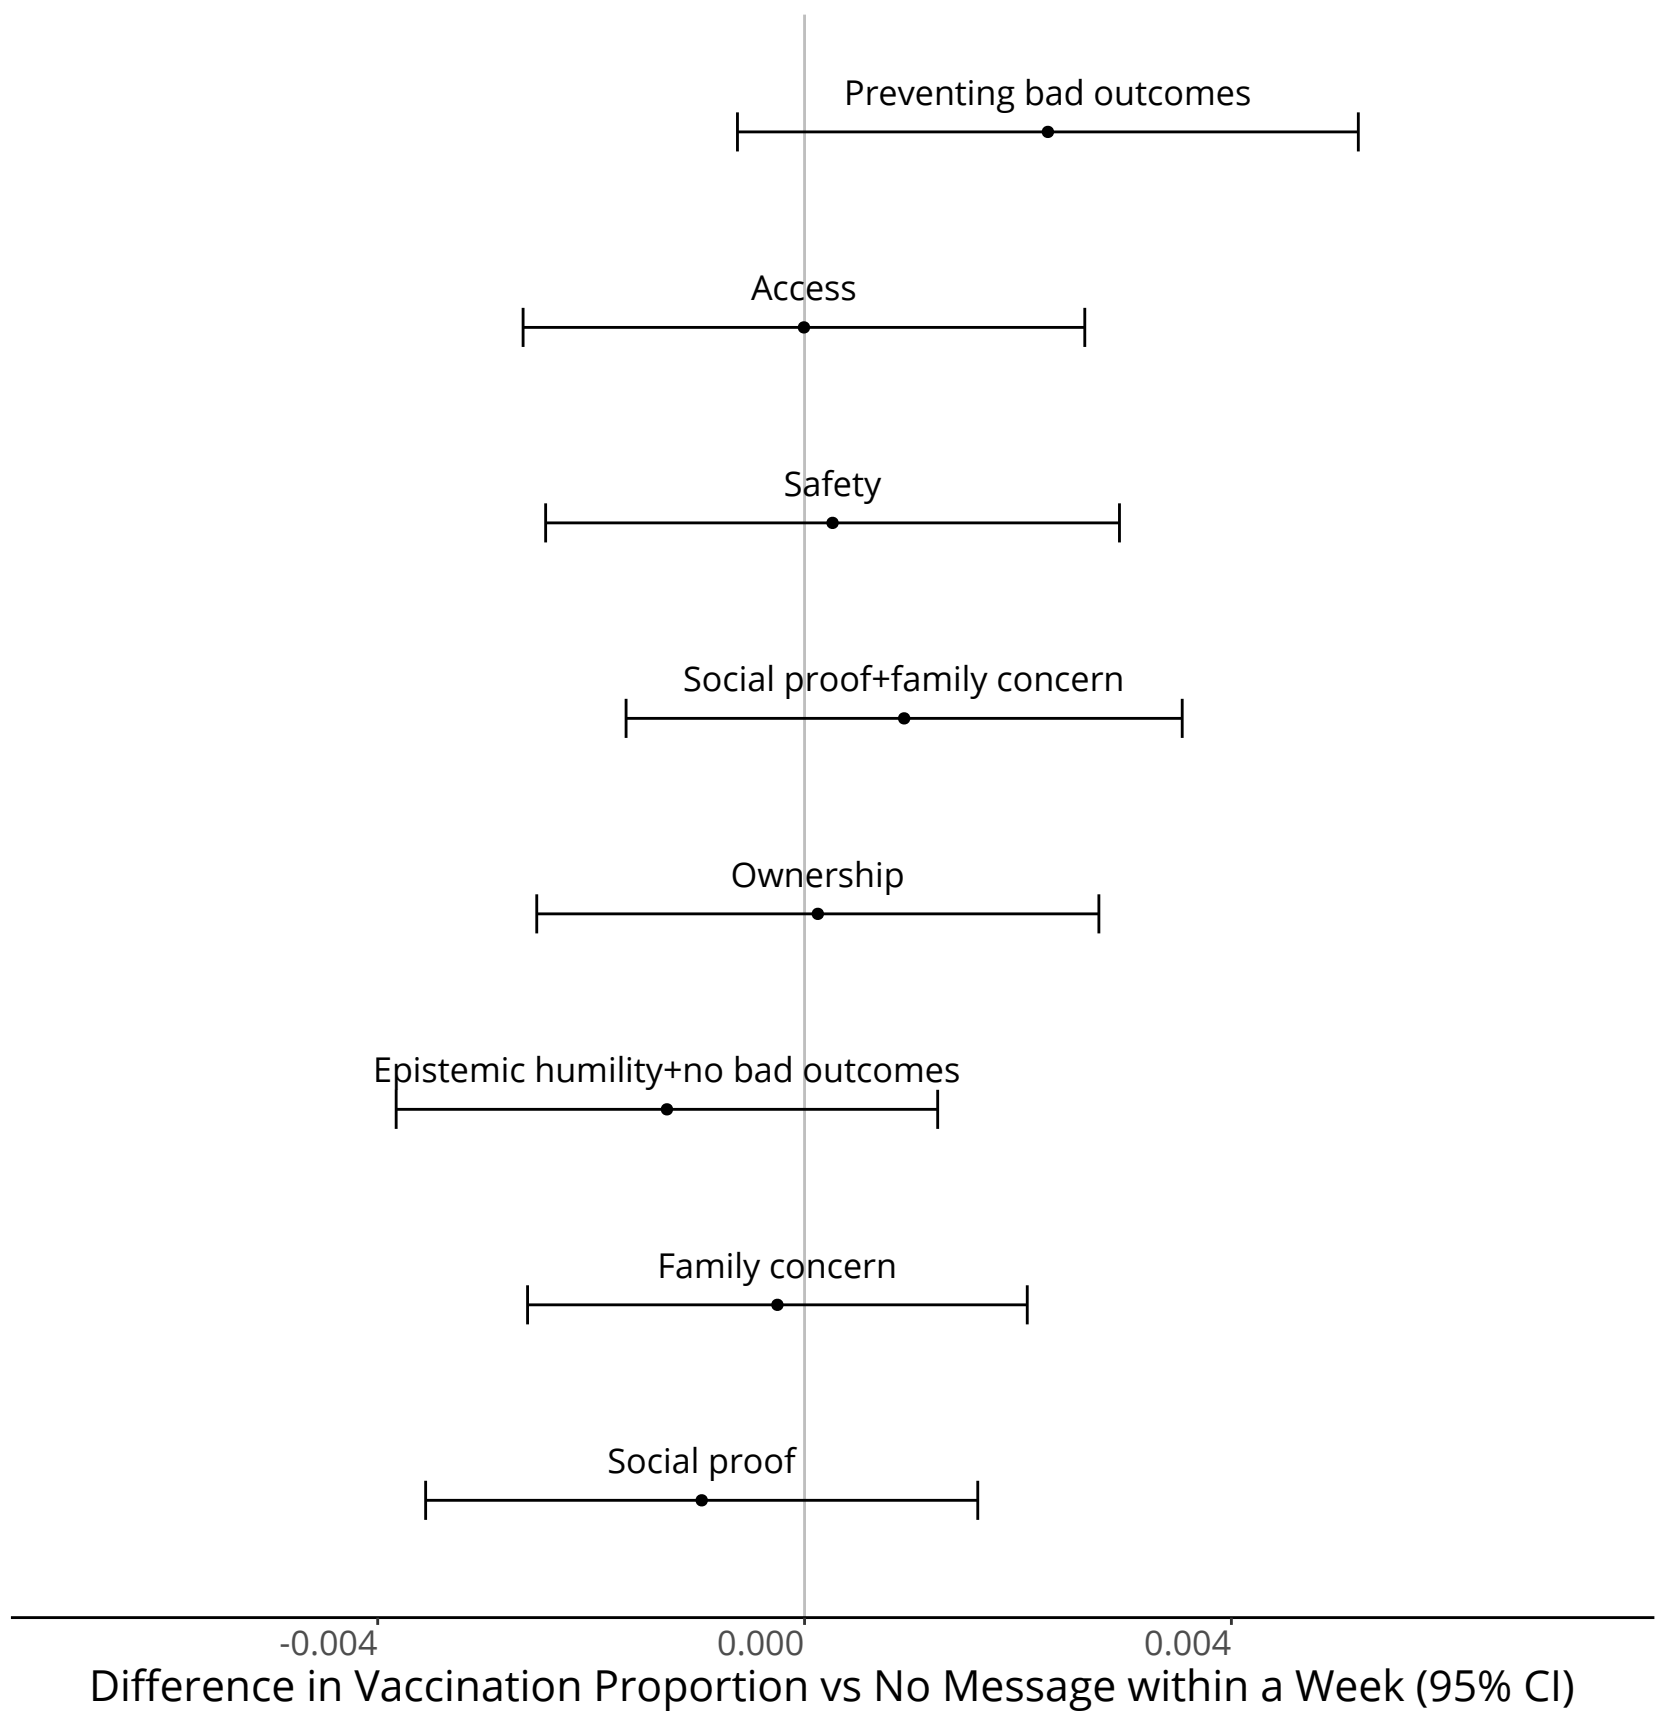 Preventing bad outcomes
Access
Safety
Social proof+family concern
Ownership
Epistemic humility+no bad outcomes
Family concern
Social proof
-0.004 0.000 0.004
Difference in Vaccination Proportion vs No Message within a Week (95% CI)